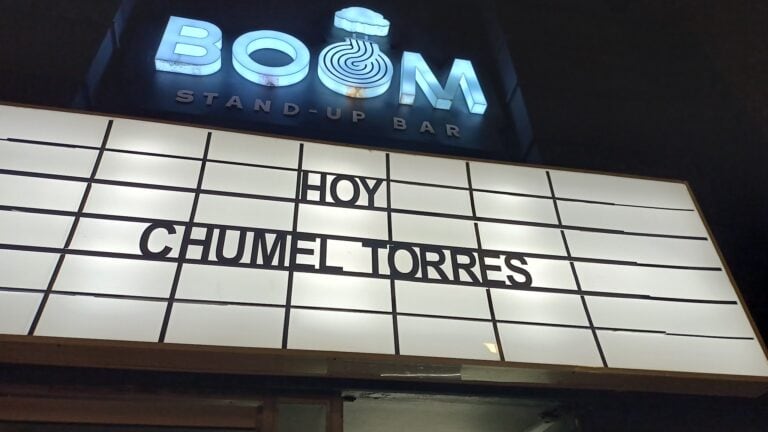 BOOM
STAND-UP BAR
HOY
CHUMEL TORRES